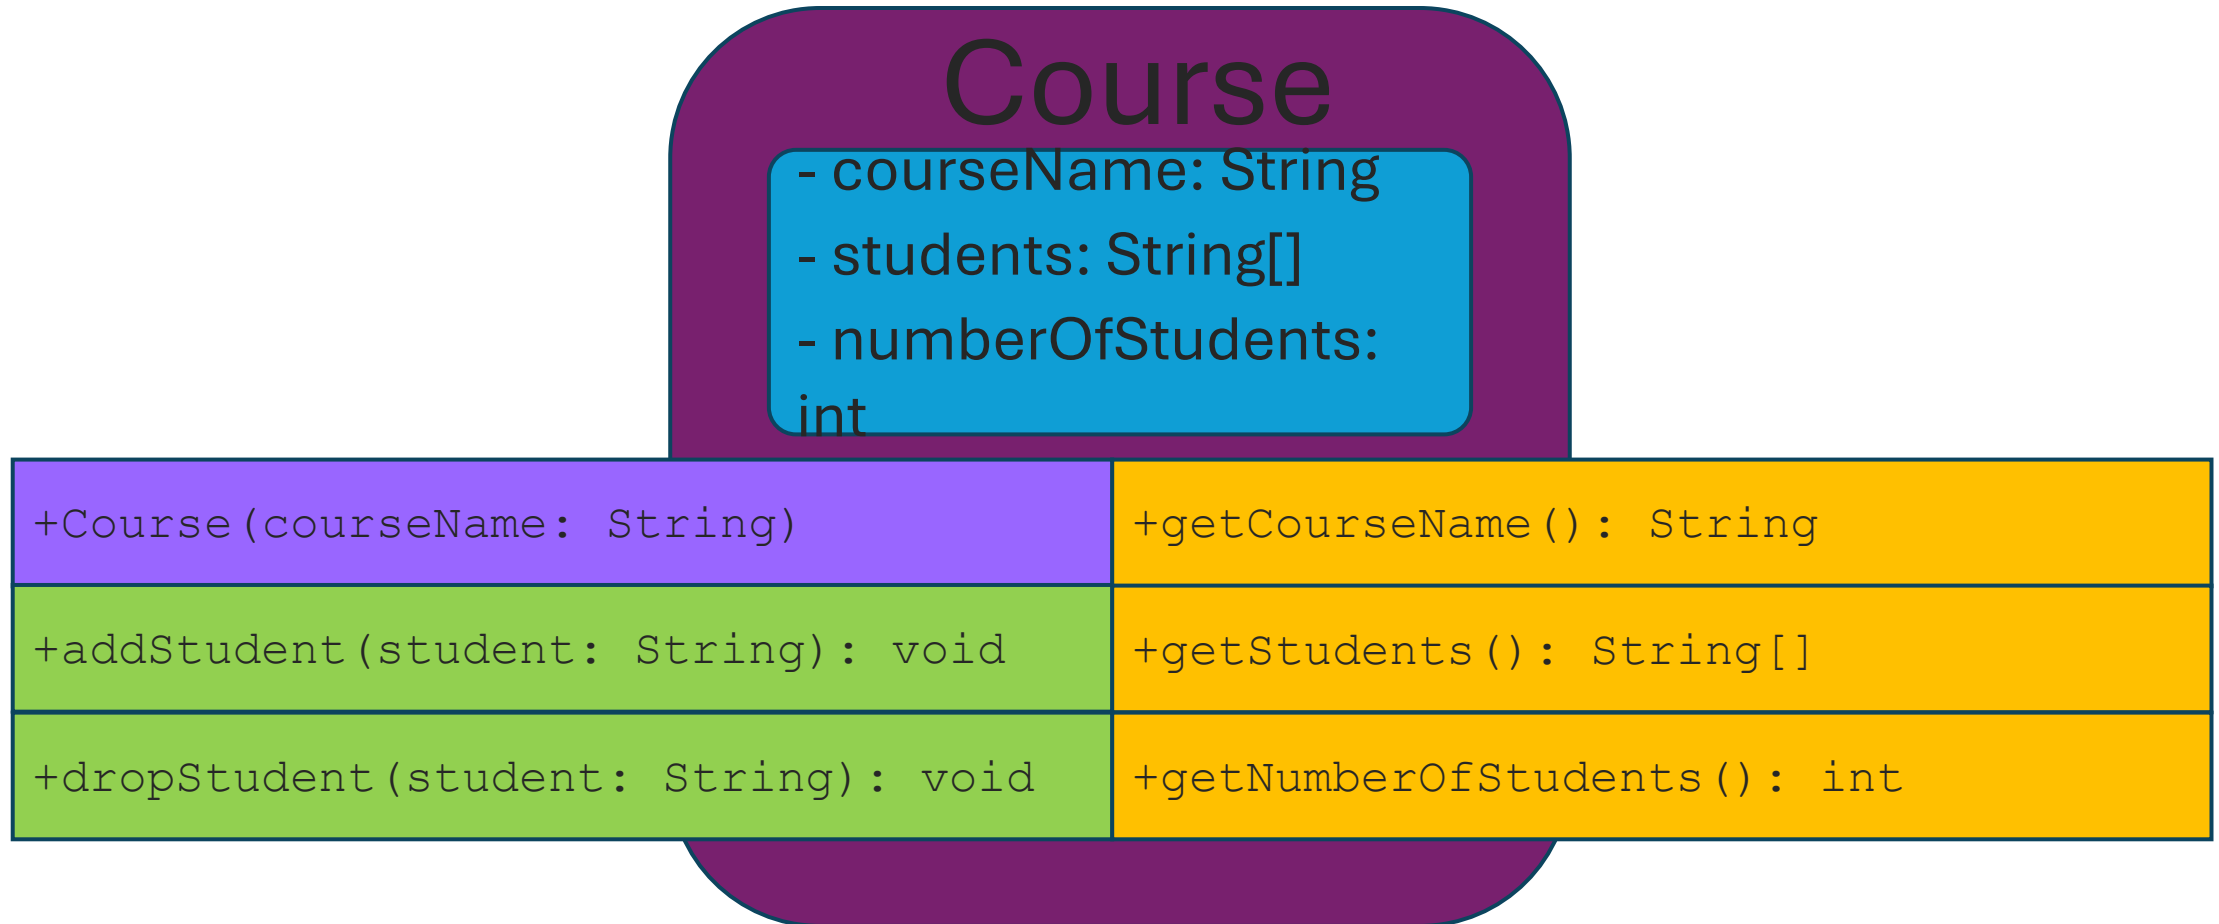 Course
- courseName: String
- students: String[]
- numberOfStudents:
int
+Course(courseName: String)
+getCourseName(): String
+addStudent(student: String): void
+getStudents(): String[]
+dropStudent(student: String): void
+getNumberOfStudents(): int